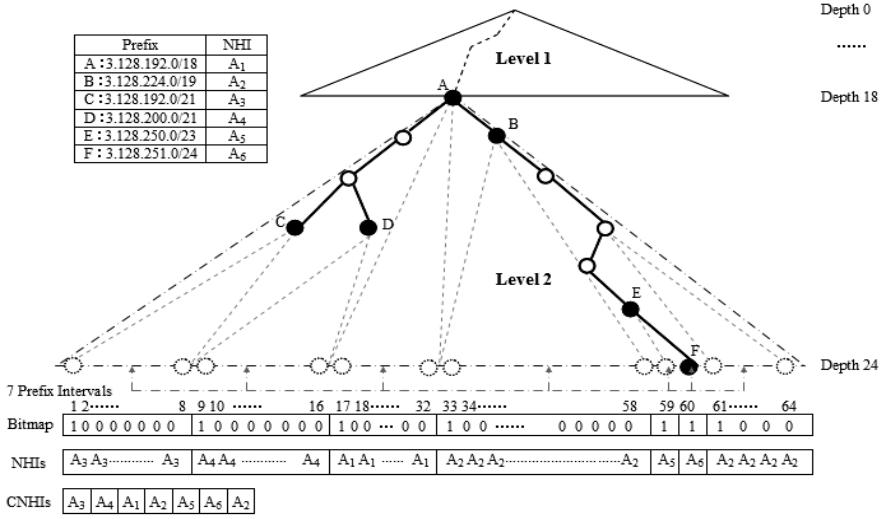 Depth 0
......
Depth 18
Level 1
Prefix NHI
A:3.128.192.0/18 A1
B:3.128.224.0/19 A2
C:3.128.192.0/21 A3
D:3.128.200.0/21 A4
E:3.128.250.0/23 A5
F:3.128.251.0/24 A6
A
B
C
D
Level 2
E
F
Depth 24
7 Prefix Intervals
1 2...... 8 9 10...... 16 17 18...... 32 33 34...... 58 59 60 61...... 64
Bitmap 1 0 0 0 0 0 0 0 1 0 0 0 0 0 0 0 1 0 0 ... 0 0 1 0 0 ...... 0 0 0 0 0 1 1 1 0 0 0
NHIs A3 A3............ A3 A4 A4............ A4 A1 A1...... A1 A2 A2 A2........................A2 A5 A6 A2 A2 A2 A2
CNHIs A3 A4 A1 A2 A5 A6 A2